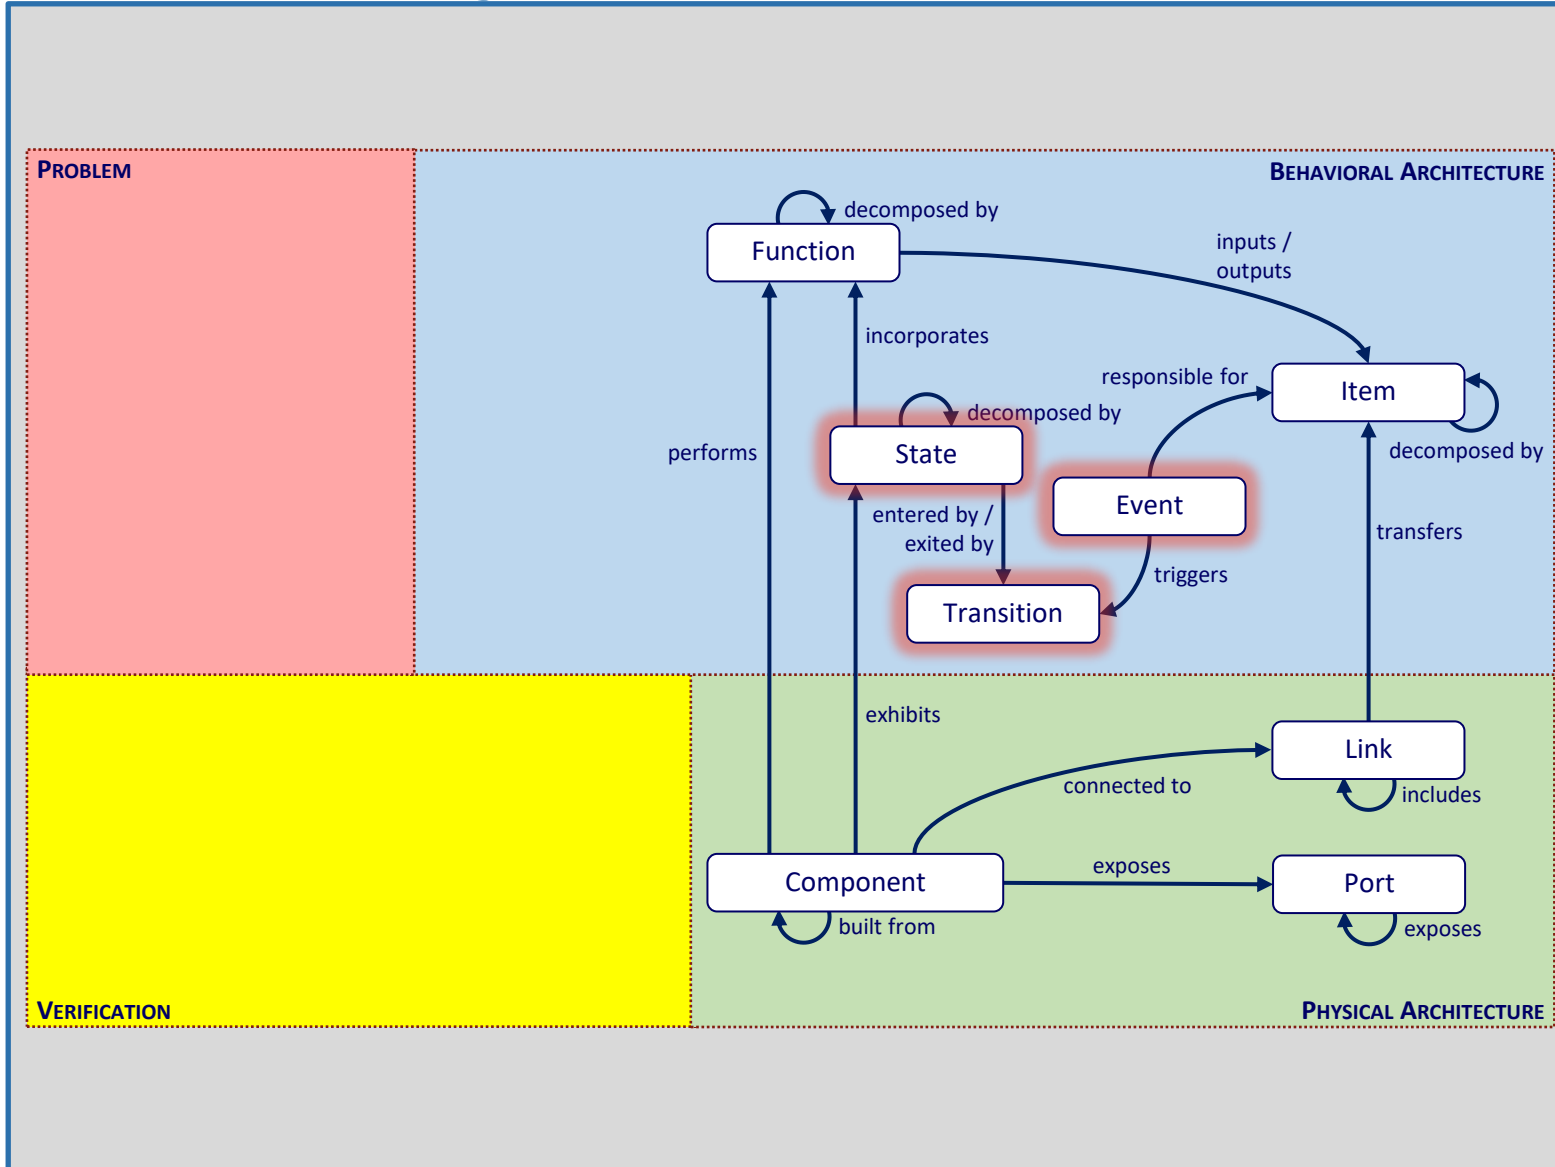 PROBLEM
BEHAVIORAL ARCHITECTURE
decomposed by
Function
inputs /
outputs
incorporates
responsible for
Item
decomposed by
decomposed by
performs
State
Event
entered by /
exited by
transfers
triggers
Transition
exhibits
Link
connected to
includes
Component
exposes
Port
built from
exposes
VERIFICATION
PHYSICAL ARCHITECTURE